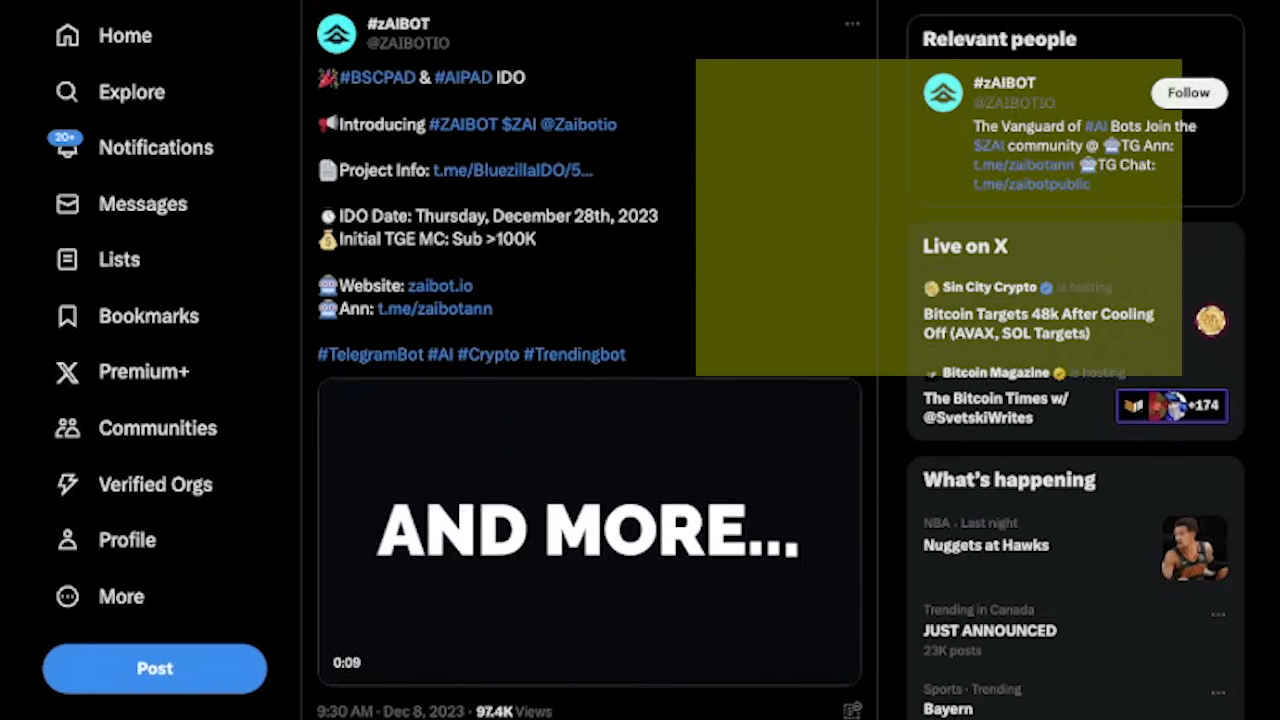 Home
Explore
20+
Notifications
Messages
Lists
Bookmarks
Premium+
Communities
Verified Orgs
Profile
More
Post
#zAIBOT
@ZAIBOTIO
#BSCPAD & #AIPAD IDO
Introducing #ZAIBOT $ZAI @Zaibotio
Project Info: t.me/BluezillaIDO/5...
IDO Date: Thursday, December 28th, 2023
Initial TGE MC: Sub >100K
Website: zaibot.io
Ann: t.me/zaibotann
#TelegramBot #AI #Crypto #Trendingbot
AND MORE...
0:09
9:30 AM · Dec 8, 2023 · 97.4K Views
Relevant people
#zAIBOT
@ZAIBOTIO
Follow
The Vanguard of #AI Bots Join the
$ZAI community @ TG Ann:
t.me/zaibotann TG Chat:
t.me/zaibotpublic
Live on X
Sin City Crypto is hosting
Bitcoin Targets 48k After Cooling
Off (AVAX, SOL Targets)
Bitcoin Magazine is hosting
The Bitcoin Times w/
@SvetskiWrites
+174
What's happening
NBA · Last night
Nuggets at Hawks
Trending in Canada
JUST ANNOUNCED
23K posts
Sports · Trending
Bayern